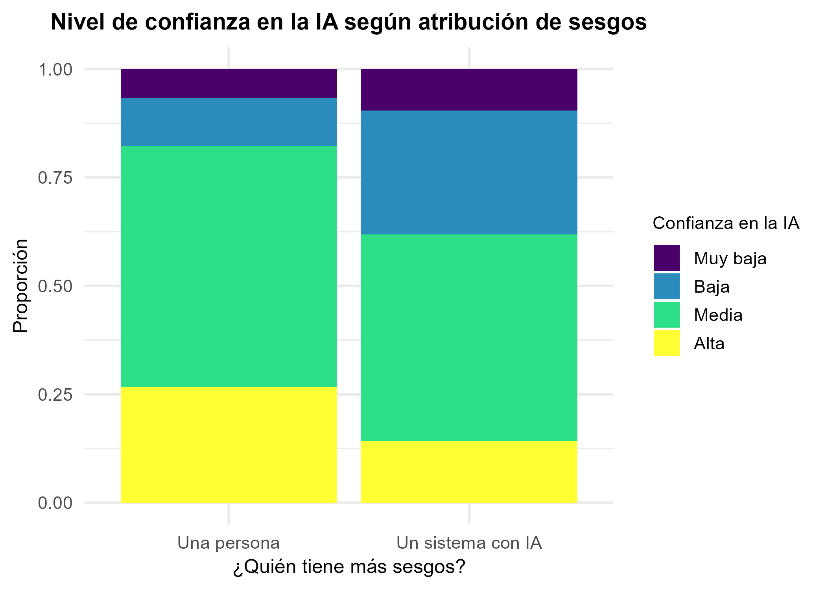 Nivel de confianza en la IA según atribución de sesgos
1.00
0.75
0.50
0.25
0.00
Proporción
Una persona
Un sistema con IA
¿Quién tiene más sesgos?
Confianza en la IA
Muy baja
Baja
Media
Alta